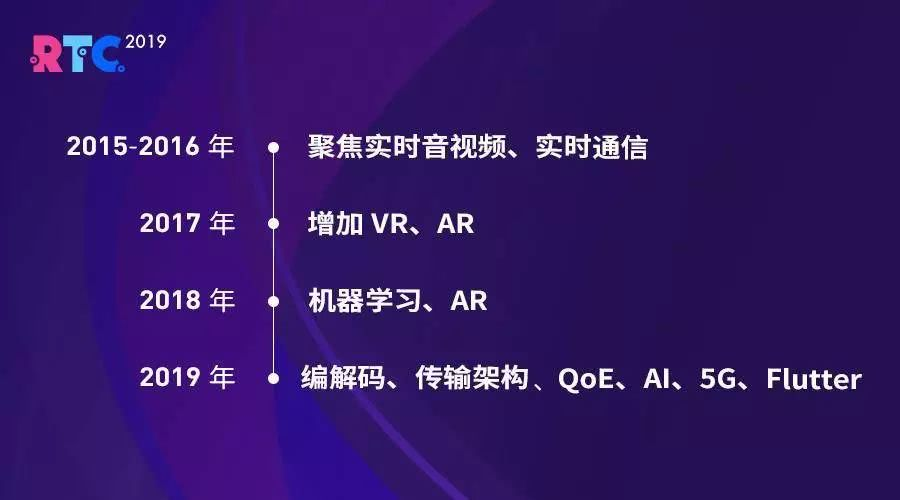 RTC 2019
2015-2016 年 聚焦实时音视频、实时通信
2017 年 增加 VR、AR
2018 年 机器学习、AR
2019 年 编解码、传输架构、QoE、AI、5G、Flutter